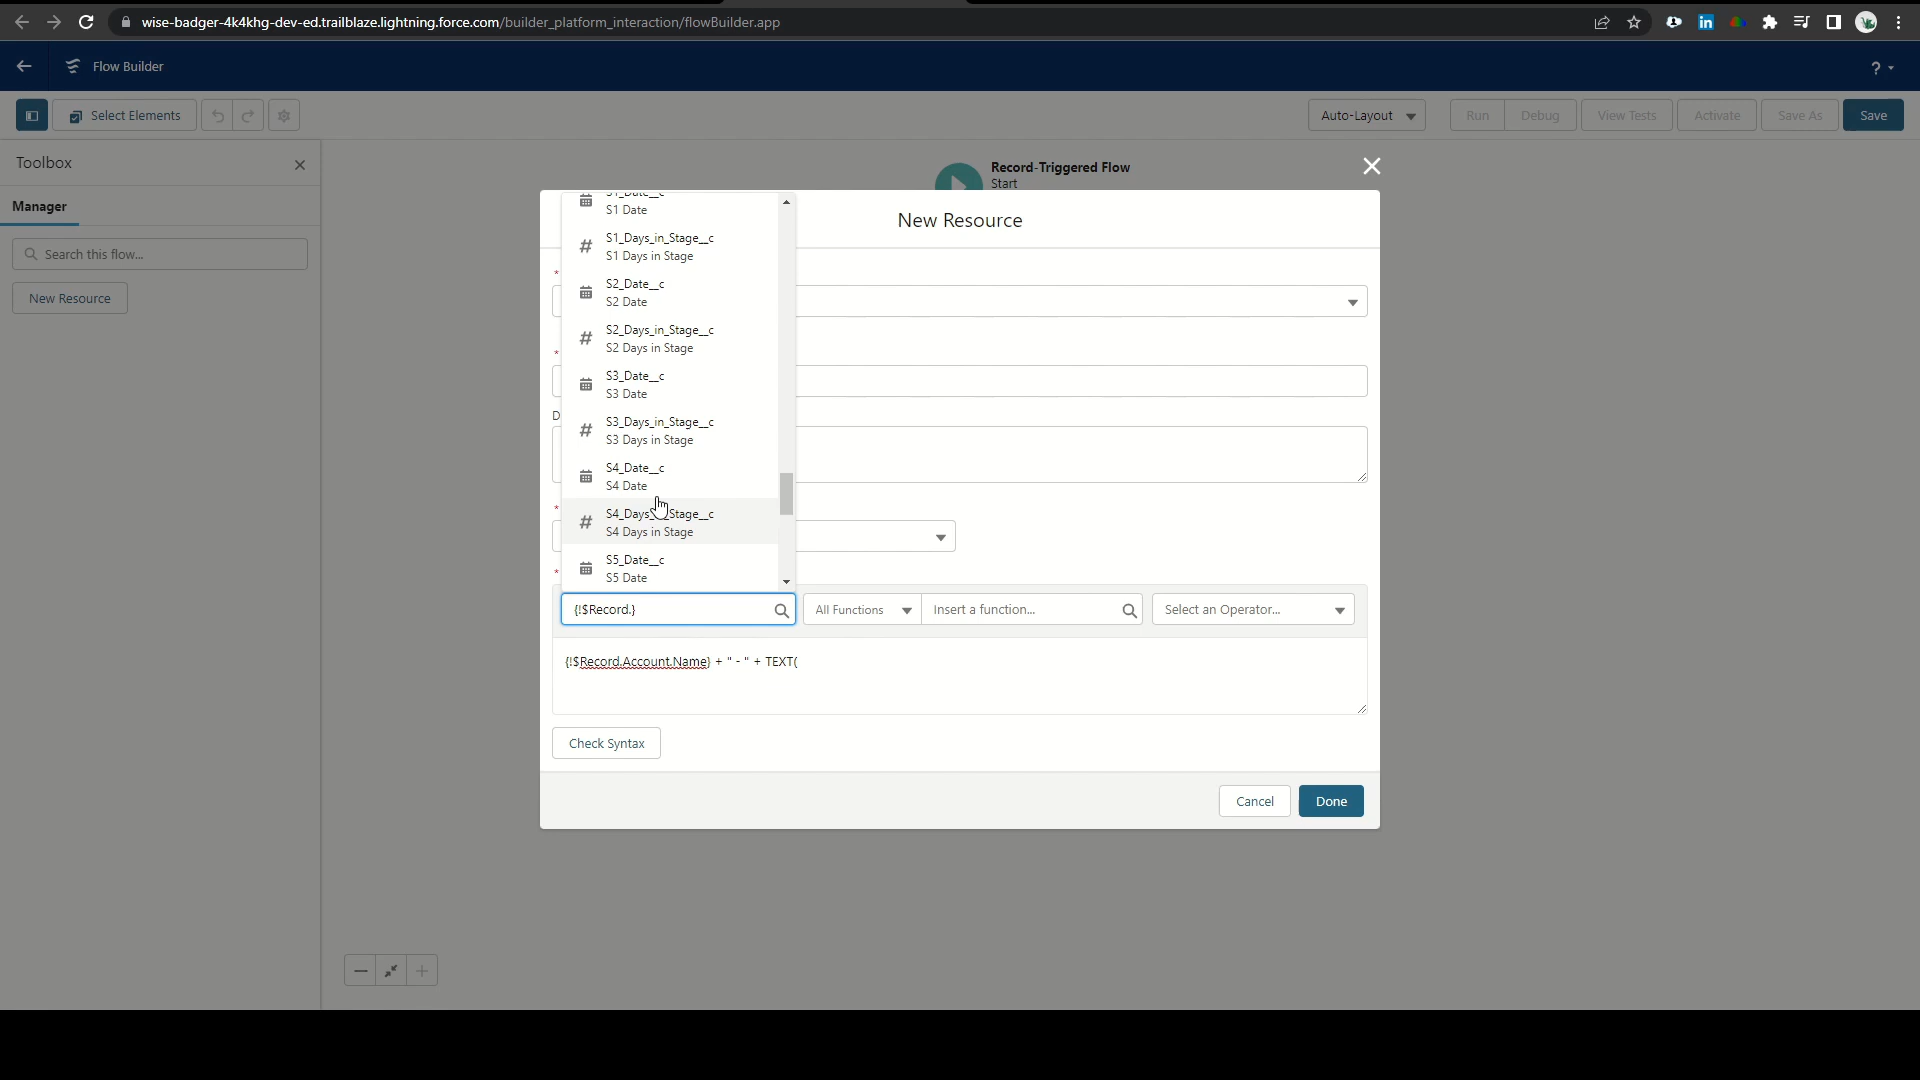 wise-badger-4k4khg-dev-ed.trailblaze.lightning.force.com/builder_platform_interaction/flowBuilder.app
Flow Builder
?
Select Elements
Auto-Layout
Run
Debug
View Tests
Activate
Save As
Save
Toolbox
Manager
Search this flow...
New Resource
Record-Triggered Flow
Start
New Resource
S1_Date__c
S1 Date
S1_Days_in_Stage__c
S1 Days in Stage
S2_Date__c
S2 Date
S2_Days_in_Stage__c
S2 Days in Stage
S3_Date__c
S3 Date
S3_Days_in_Stage__c
S3 Days in Stage
S4_Date__c
S4 Date
S4_Days_in_Stage__c
S4 Days in Stage
S5_Date__c
S5 Date
*
*
D
*
*
{!$Record.}
All Functions
Insert a function...
Select an Operator...
{!$Record.Account.Name} + " - " + TEXT(
Check Syntax
Cancel
Done